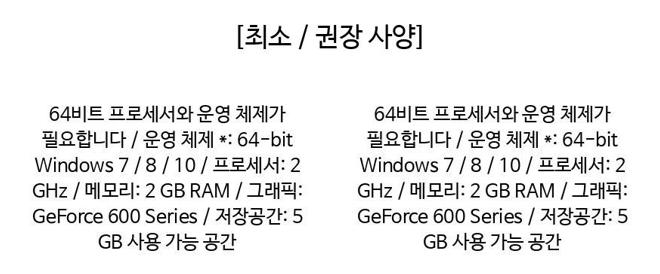 [최소 / 권장 사양]
64비트 프로세서와 운영 체제가
필요합니다 / 운영 체제 *: 64-bit
Windows 7 / 8 / 10 / 프로세서: 2
GHz / 메모리: 2 GB RAM / 그래픽:
GeForce 600 Series / 저장공간: 5
GB 사용 가능 공간
64비트 프로세서와 운영 체제가
필요합니다 / 운영 체제 *: 64-bit
Windows 7 / 8 / 10 / 프로세서: 2
GHz / 메모리: 2 GB RAM / 그래픽:
GeForce 600 Series / 저장공간: 5
GB 사용 가능 공간